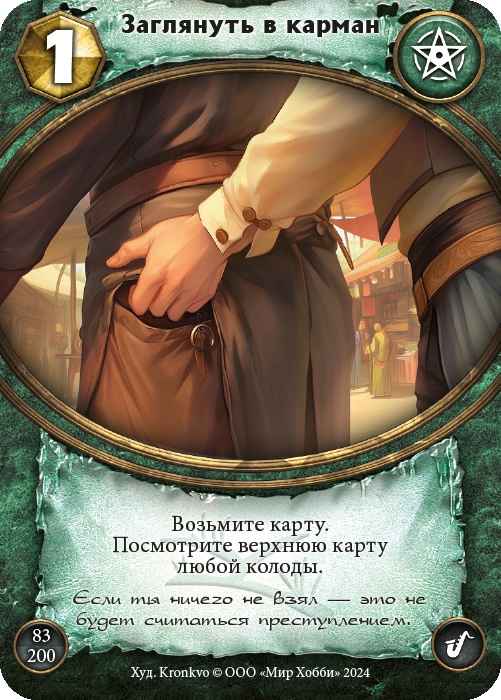 Заглянуть в карман
1
Возьмите карту.
Посмотрите верхнюю карту
любой колоды.
Если ты ничего не взял — это не
будет считаться преступлением.
83
200
Худ. Kronkvo © ООО «Мир Хобби» 2024